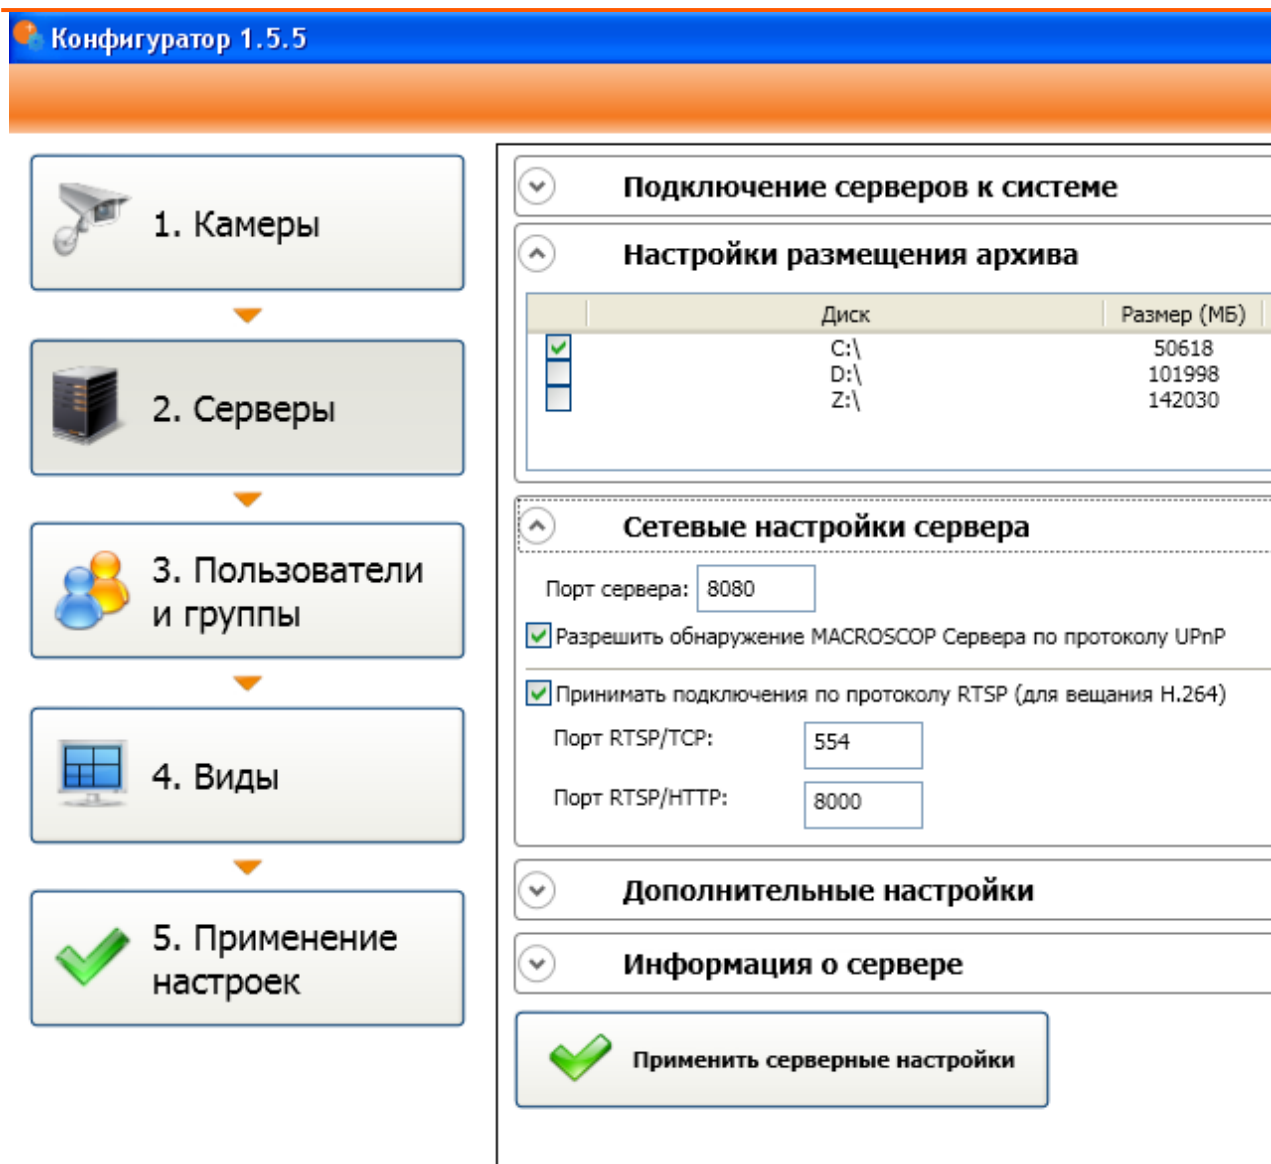 Конфигуратор 1.5.5
1. Камеры
2. Серверы
3. Пользователи
и группы
4. Виды
5. Применение
настроек
Подключение серверов к системе
Настройки размещения архива
Диск Размер (МБ)
C:\ 50618
D:\ 101998
Z:\ 142030
Сетевые настройки сервера
Порт сервера: 8080
Разрешить обнаружение MACROSCOP Сервера по протоколу UPnP
Принимать подключения по протоколу RTSP (для вещания H.264)
Порт RTSP/TCP: 554
Порт RTSP/HTTP: 8000
Дополнительные настройки
Информация о сервере
Применить серверные настройки